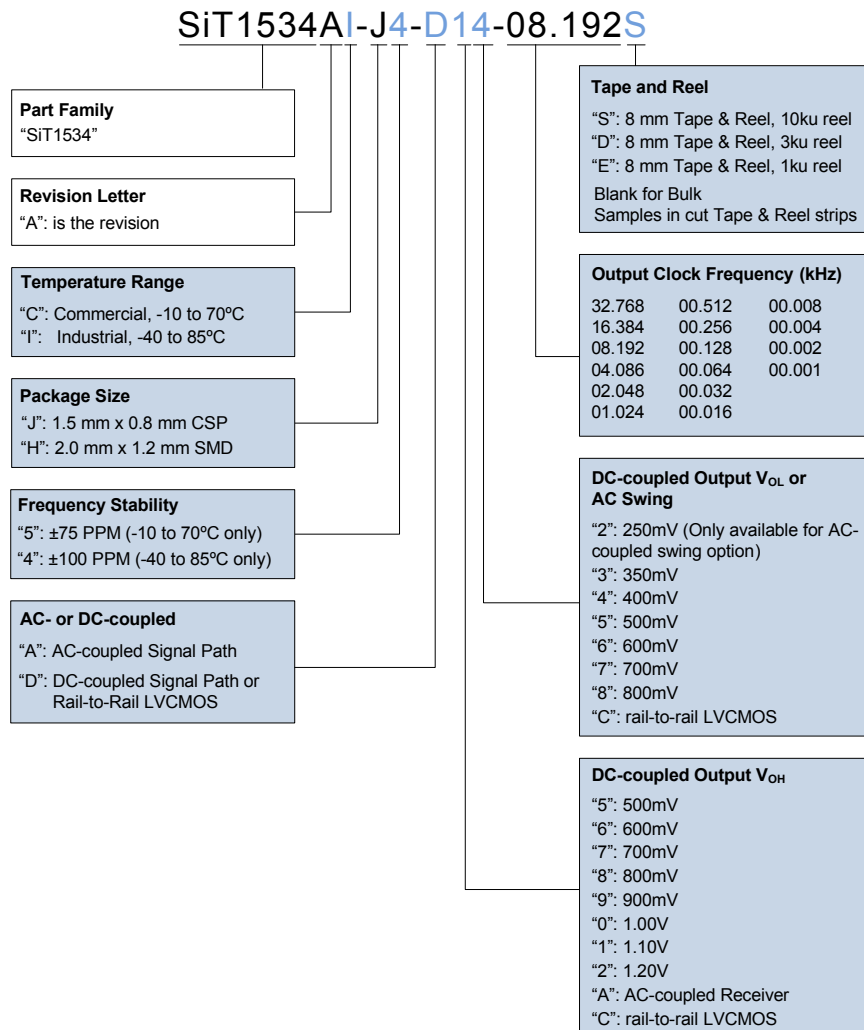 SiT1534AI-J4-D14-08.192S
Part Family
“SiT1534”
Revision Letter
“A”: is the revision
Temperature Range
“C”: Commercial, -10 to 70ºC
“I”: Industrial, -40 to 85ºC
Package Size
“J”: 1.5 mm x 0.8 mm CSP
“H”: 2.0 mm x 1.2 mm SMD
Frequency Stability
“5”: ±75 PPM (-10 to 70ºC only)
“4”: ±100 PPM (-40 to 85ºC only)
AC- or DC-coupled
“A”: AC-coupled Signal Path
“D”: DC-coupled Signal Path or
Rail-to-Rail LVCMOS
Tape and Reel
“S”: 8 mm Tape & Reel, 10ku reel
“D”: 8 mm Tape & Reel, 3ku reel
“E”: 8 mm Tape & Reel, 1ku reel
Blank for Bulk
Samples in cut Tape & Reel strips
Output Clock Frequency (kHz)
32.768 00.512 00.008
16.384 00.256 00.004
08.192 00.128 00.002
04.086 00.064 00.001
02.048 00.032
01.024 00.016
DC-coupled Output VOL or
AC Swing
“2”: 250mV (Only available for AC-
coupled swing option)
“3”: 350mV
“4”: 400mV
“5”: 500mV
“6”: 600mV
“7”: 700mV
“8”: 800mV
“C”: rail-to-rail LVCMOS
DC-coupled Output VOH
“5”: 500mV
“6”: 600mV
“7”: 700mV
“8”: 800mV
“9”: 900mV
“0”: 1.00V
“1”: 1.10V
“2”: 1.20V
“A”: AC-coupled Receiver
“C”: rail-to-rail LVCMOS